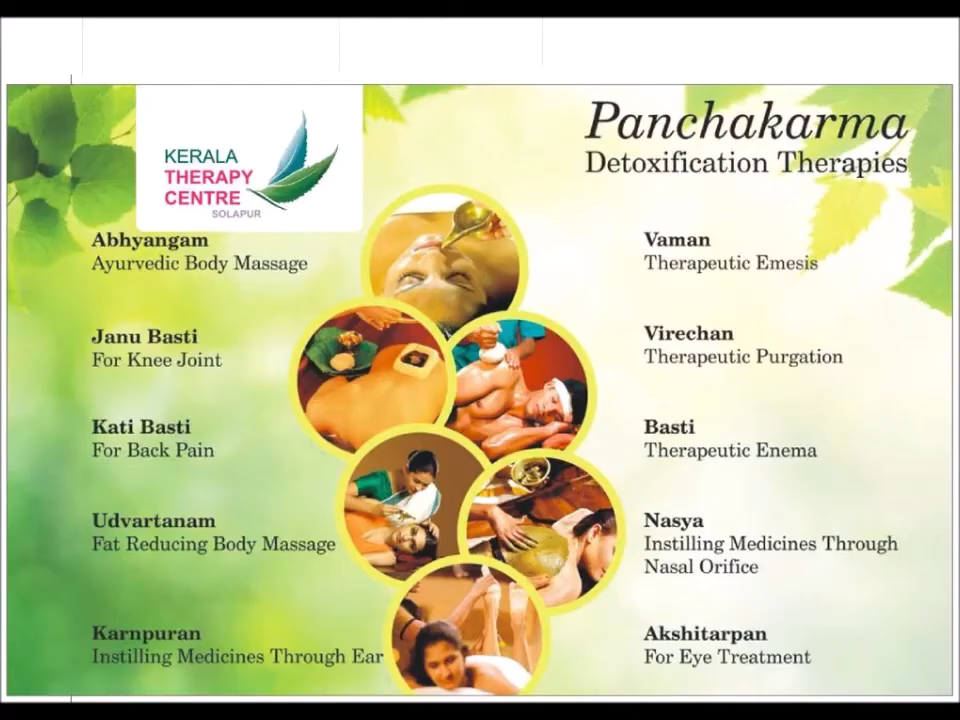 KERALA
THERAPY
CENTRE
SOLAPUR
Panchakarma
Detoxification Therapies
Abhyangam
Ayurvedic Body Massage
Janu Basti
For Knee Joint
Kati Basti
For Back Pain
Udvartanam
Fat Reducing Body Massage
Karnpuran
Instilling Medicines Through Ear
Vaman
Therapeutic Emesis
Virechan
Therapeutic Purgation
Basti
Therapeutic Enema
Nasya
Instilling Medicines Through
Nasal Orifice
Akshitarpan
For Eye Treatment